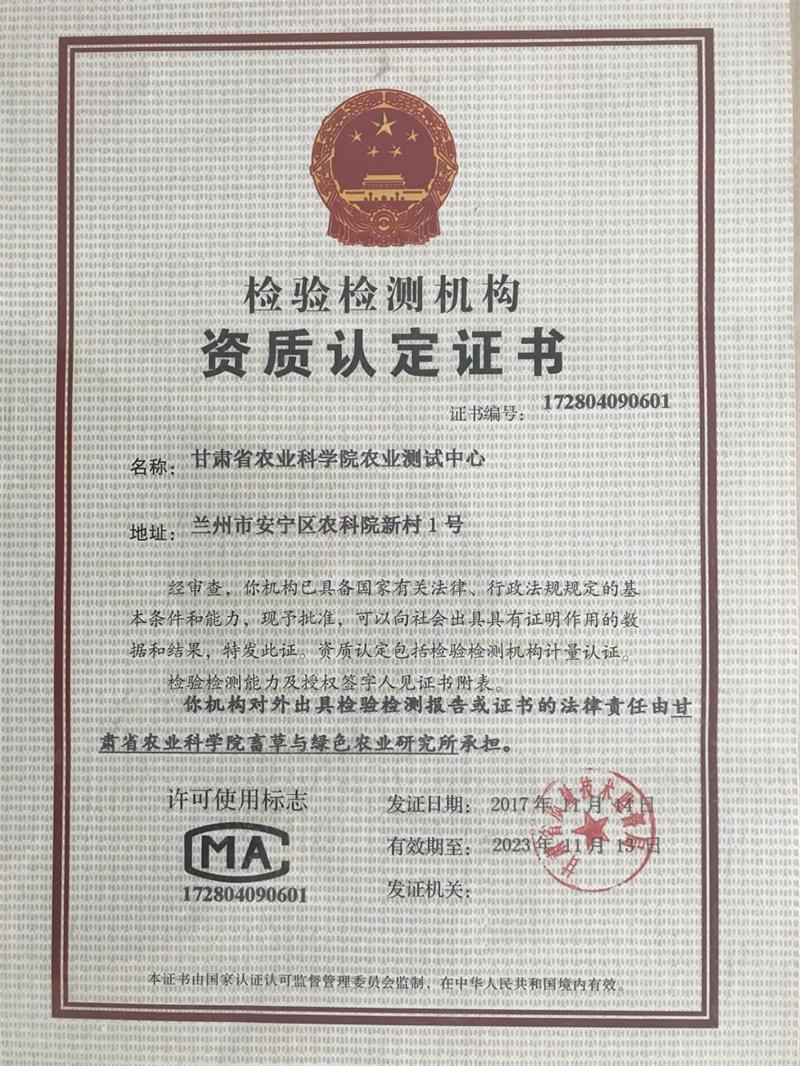 检验检测机构
资质认定证书
证书编号：172804090601
名称：甘肃省农业科学院农业测试中心
地址：兰州市安宁区农科院新村1号
经审查，你机构已具备国家有关法律、行政法规规定的基
本条件和能力，现予批准，可以向社会出具具有证明作用的数
据和结果，特发此证。资质认定包括检验检测机构计量认证。
检验检测能力及授权签字人见证书附表。
你机构对外出具检验检测报告或证书的法律责任由甘
肃省农业科学院畜草与绿色农业研究所承担。
许可使用标志
MA
172804090601
发证日期：2017年11月14日
有效期至：2023年11月13日
发证机关：
甘肃省质量技术监督局
本证书由国家认证认可监督管理委员会监制，在中华人民共和国境内有效。